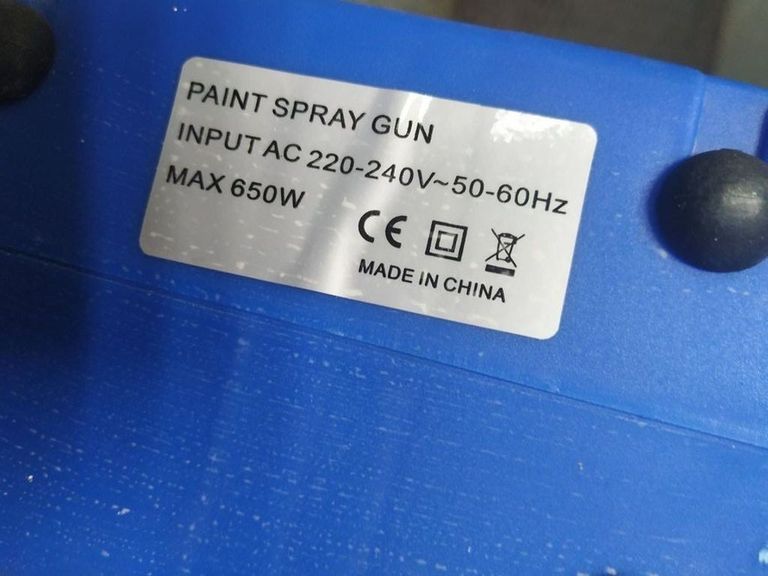 PAINT SPRAY GUN
INPUT AC 220-240V~50-60Hz
MAX 650W
CE
MADE IN CHINA